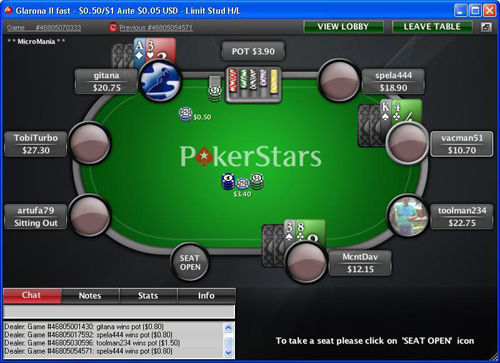 Glarona II fast - $0.50/$1 Ante $0.05 USD - Limit Stud H/L
Game #46805070333
Previous #46805054571
VIEW LOBBY
LEAVE TABLE
** MicroMania **
POT $3.90
A 3
gitana
$20.75
spela444
$18.90
$0.50
K 4
TobiTurbo
$27.30
vacman51
$10.70
PokerStars
$3.40
artufa79
Sitting Out
toolman234
$22.75
SEAT
OPEN
3 8
McntDav
$12.15
Chat
Notes
Stats
Info
Dealer: Game #46805001430: gitana wins pot ($0.80)
Dealer: Game #46805017592: spela444 wins pot ($0.80)
Dealer: Game #46805030596: toolman234 wins pot ($1.50)
Dealer: Game #46805054571: spela444 wins pot ($0.80)
To take a seat please click on 'SEAT OPEN' icon